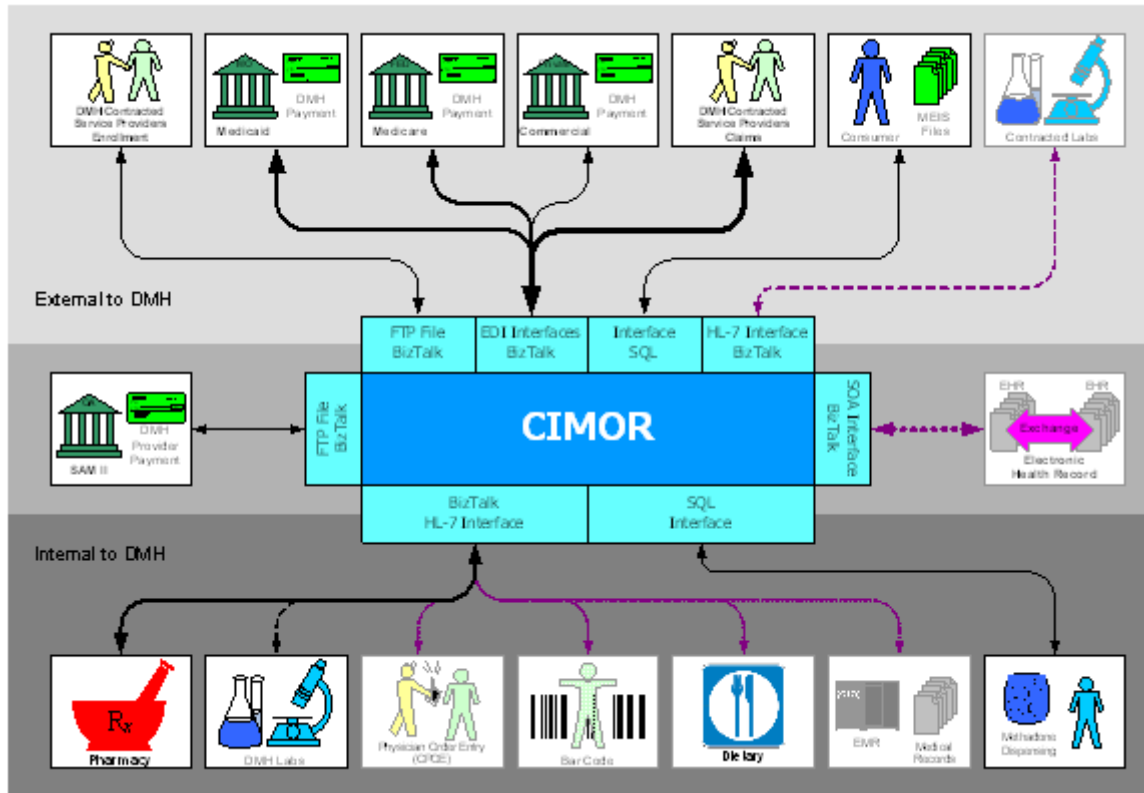 DMH Contracted
Service Providers
Enrollment
DMH
Payment
Medicaid
DMH
Payment
Medicare
DMH
Payment
Commercial
DMH Contracted
Service Providers
Claims
Consumer
MEIS
Files
Contracted Labs
External to DMH
FTP File
BizTalk
EDI Interfaces
BizTalk
Interface
SQL
HL-7 Interface
BizTalk
SAM II
DMH
Provider
Payment
FTP File
BizTalk
CIMOR
SOA Interface
BizTalk
EHR
EHR
Exchange
Electronic
Health Record
BizTalk
HL-7 Interface
SQL
Interface
Internal to DMH
Rx
Pharmacy
DMH Labs
Physician Order Entry
(CPOE)
Bar Code
Dietary
EMR
Medical
Records
Methadone
Dispensing